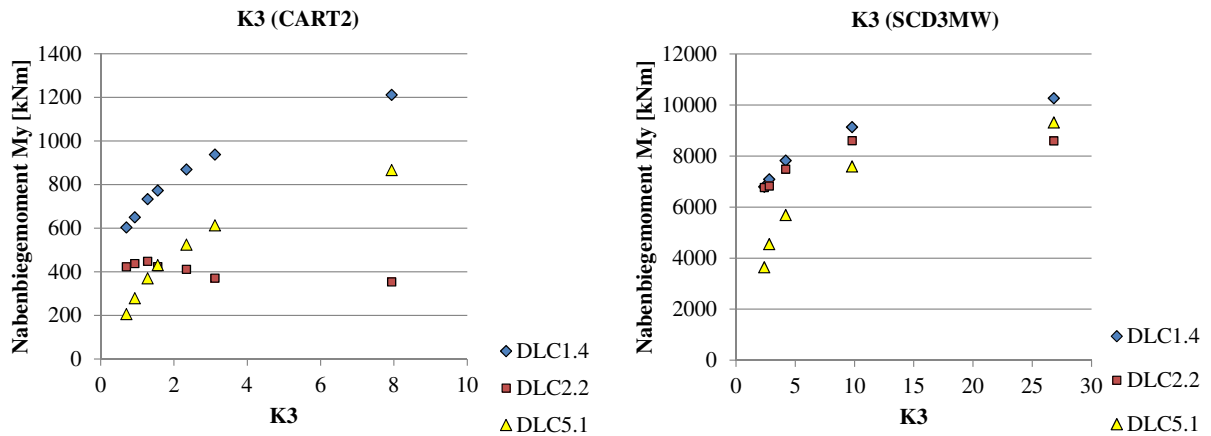 K3 (CART2)
Nabenbiegemoment My [kNm]
1400
1200
1000
800
600
400
200
0
0 2 4 6 8 10
K3
DLC1.4
DLC2.2
DLC5.1
K3 (SCD3MW)
Nabenbiegemoment My [kNm]
12000
10000
8000
6000
4000
2000
0
0 5 10 15 20 25 30
K3
DLC1.4
DLC2.2
DLC5.1